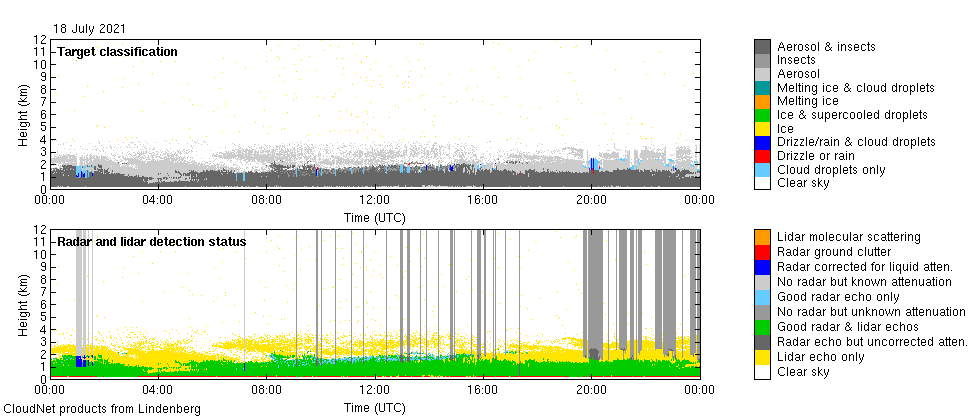 18 July 2021
Target classification
Height (km)
12
11
10
9
8
7
6
5
4
3
2
1
0
00:00 04:00 08:00 12:00 16:00 20:00 00:00
Time (UTC)
Aerosol & insects
Insects
Aerosol
Melting ice & cloud droplets
Melting ice
Ice & supercooled droplets
Ice
Drizzle/rain & cloud droplets
Drizzle or rain
Cloud droplets only
Clear sky
Radar and lidar detection status
Height (km)
12
11
10
9
8
7
6
5
4
3
2
1
0
00:00 04:00 08:00 12:00 16:00 20:00 00:00
Time (UTC)
Lidar molecular scattering
Radar ground clutter
Radar corrected for liquid atten.
No radar but known attenuation
Good radar echo only
No radar but unknown attenuation
Good radar & lidar echos
Radar echo but uncorrected atten.
Lidar echo only
Clear sky
CloudNet products from Lindenberg